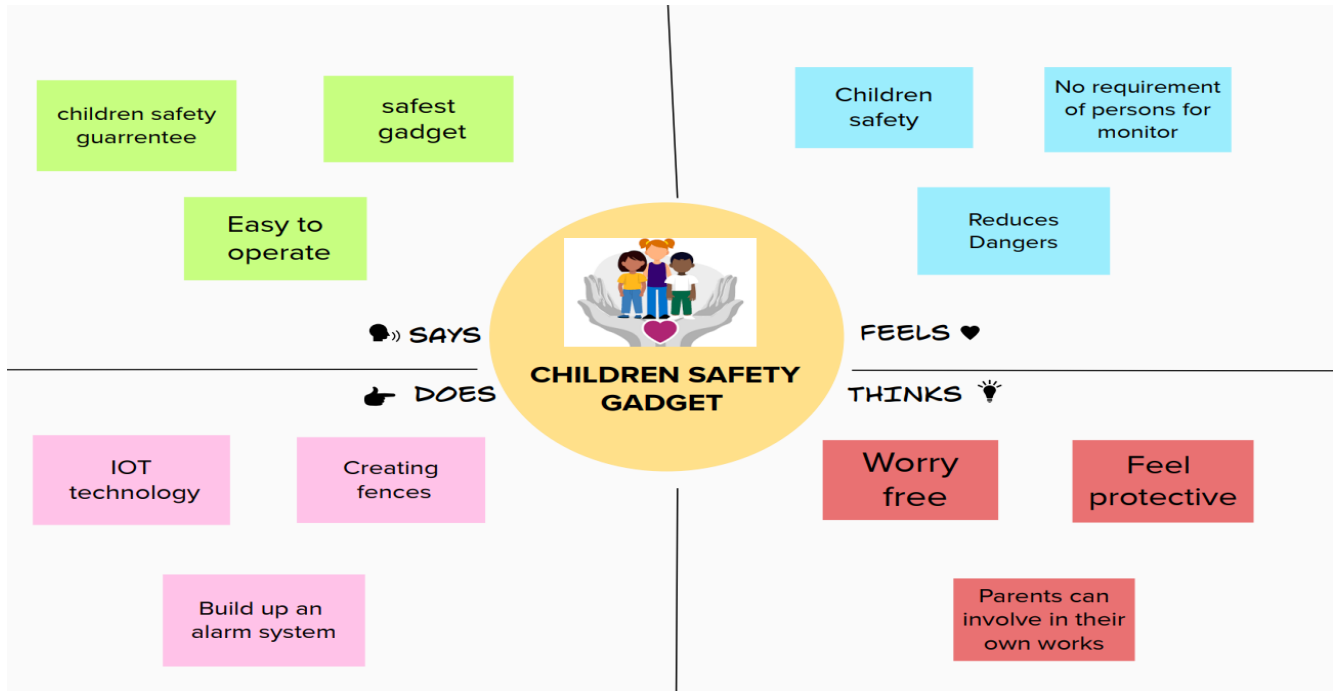 children safety
guarrentee
safest
gadget
Easy to
operate
SAYS
Children
safety
No requirement
of persons for
monitor
Reduces
Dangers
FEELS
CHILDREN SAFETY
GADGET
DOES
IOT
technology
Creating
fences
Build up an
alarm system
THINKS
Worry
free
Feel
protective
Parents can
involve in their
own works